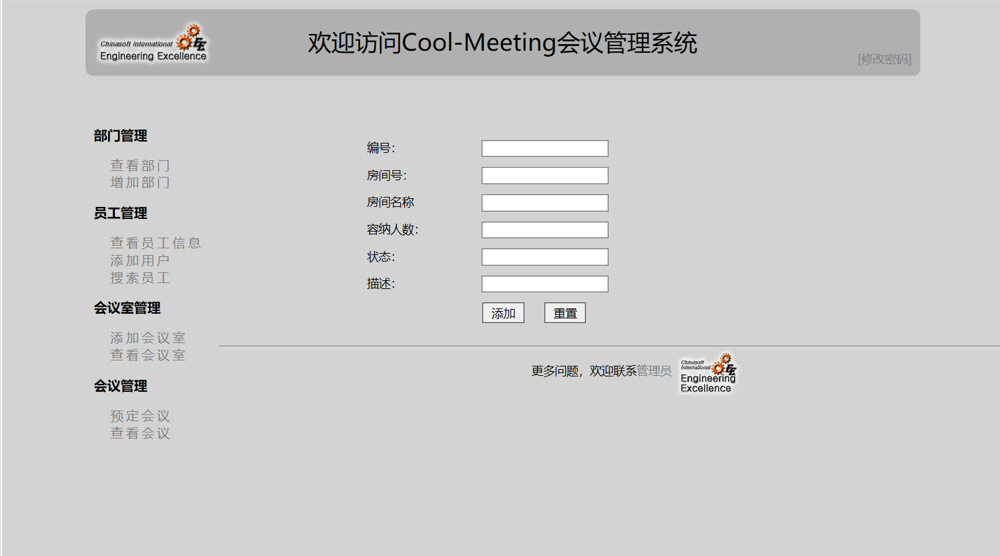 Chinasoft International
Engineering Excellence
欢迎访问Cool-Meeting会议管理系统
[修改密码]
部门管理
查看部门
增加部门
员工管理
查看员工信息
添加用户
搜索员工
会议室管理
添加会议室
查看会议室
会议管理
预定会议
查看会议
编号：
房间号：
房间名称
容纳人数：
状态：
描述：
添加 重置
更多问题，欢迎联系管理员
Chinasoft
International
Engineering
Excellence